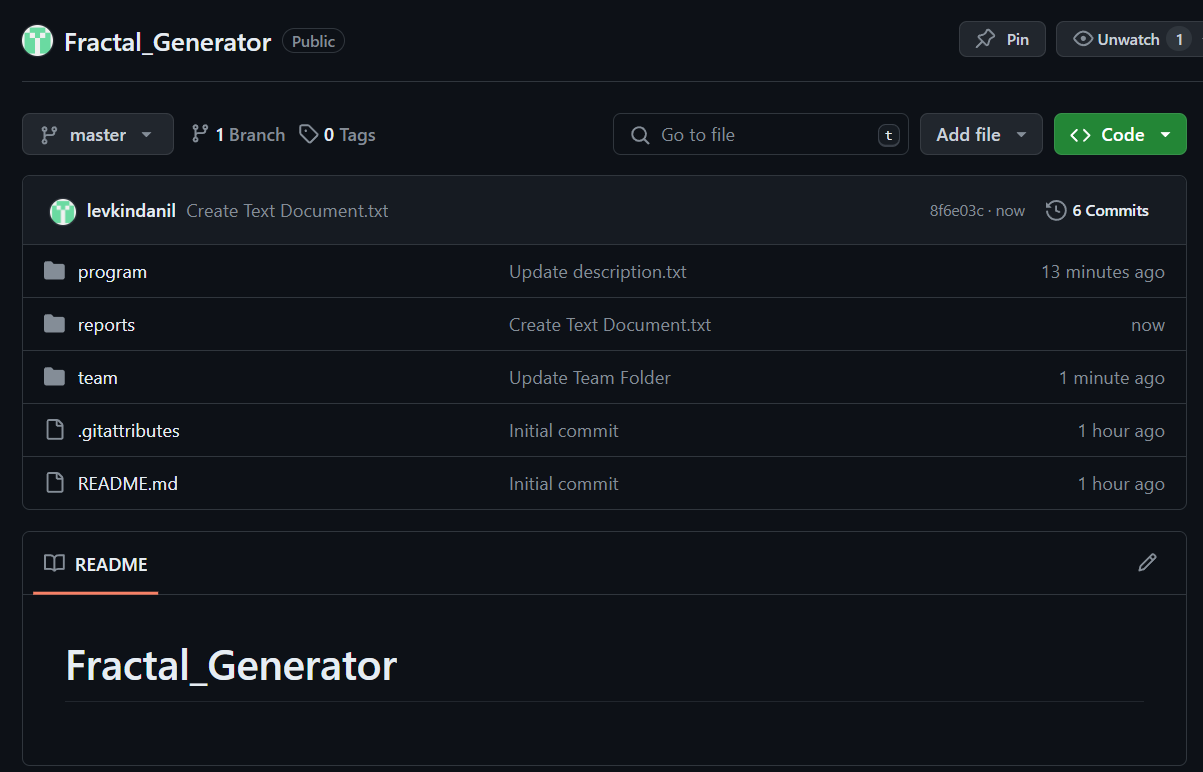 Fractal_Generator Public Pin Unwatch 1
master 1 Branch 0 Tags Go to file t Add file Code
levkindanil Create Text Document.txt 8f6e03c · now 6 Commits
program Update description.txt 13 minutes ago
reports Create Text Document.txt now
team Update Team Folder 1 minute ago
.gitattributes Initial commit 1 hour ago
README.md Initial commit 1 hour ago
README
Fractal_Generator